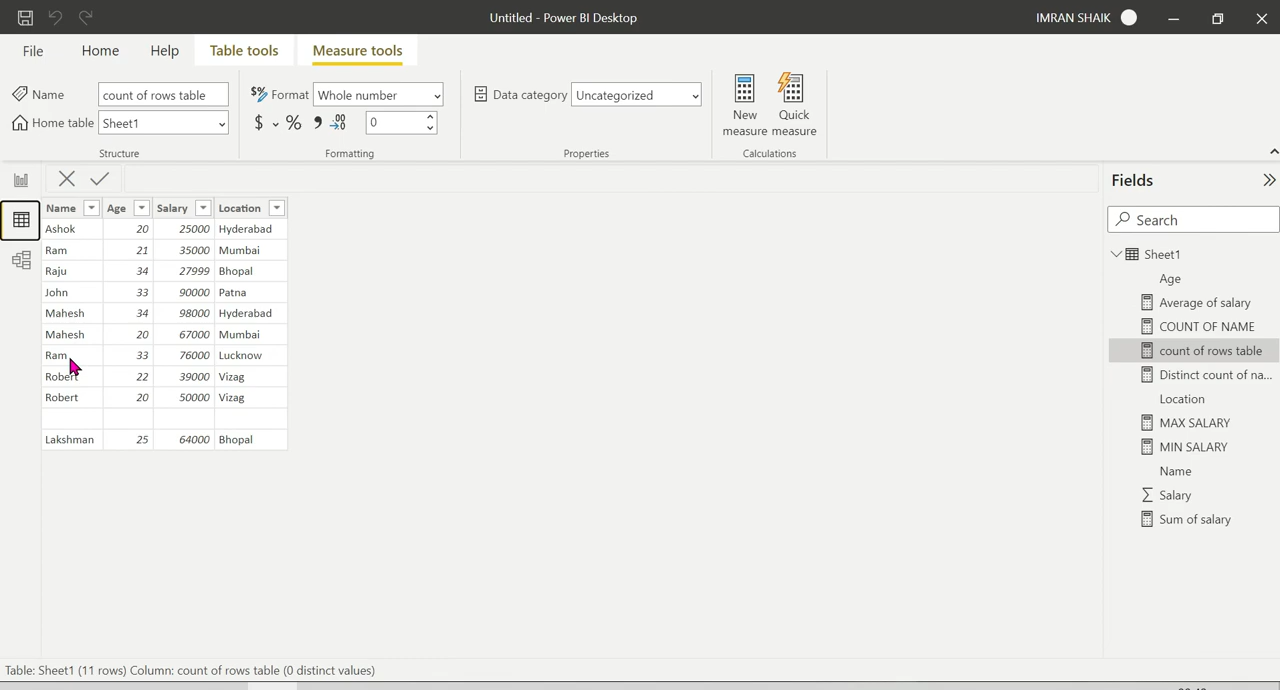 Untitled - Power BI Desktop
IMRAN SHAIK
File Home Help Table tools Measure tools
Name count of rows table
Home table Sheet1
Structure
$% Format Whole number
$ % 9 .00 0
Formatting
Data category Uncategorized
Properties
New measure
Quick measure
Calculations
Name Age Salary Location
Ashok 20 25000 Hyderabad
Ram 21 35000 Mumbai
Raju 34 27999 Bhopal
John 33 90000 Patna
Mahesh 34 98000 Hyderabad
Mahesh 20 67000 Mumbai
Ram 33 76000 Lucknow
Robert 22 39000 Vizag
Robert 20 50000 Vizag
Lakshman 25 64000 Bhopal
Fields
Search
Sheet1
Age
Average of salary
COUNT OF NAME
count of rows table
Distinct count of na...
Location
MAX SALARY
MIN SALARY
Name
Σ Salary
Sum of salary
Table: Sheet1 (11 rows) Column: count of rows table (0 distinct values)